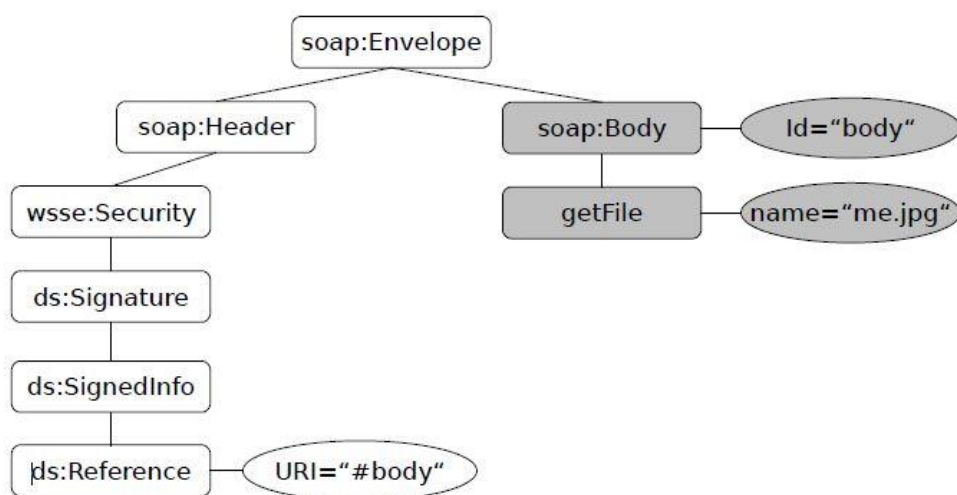 soap:Envelope
soap:Header
soap:Body
Id=“body“
wsse:Security
getFile
name=“me.jpg“
ds:Signature
ds:SignedInfo
ds:Reference
URI=“#body“